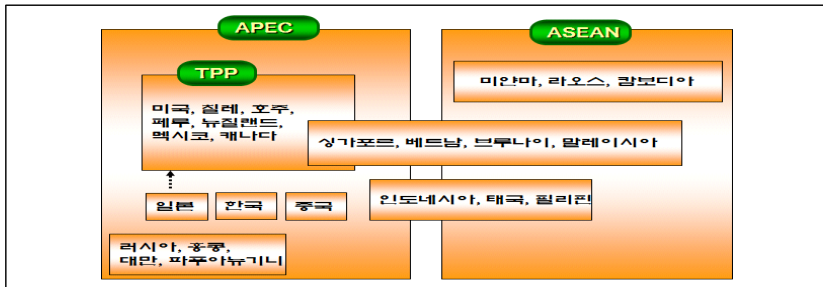 APEC
ASEAN
TPP
미얀마, 라오스, 캄보디아
미국, 칠레, 호주,
페루, 뉴질랜드,
멕시코, 캐나다
싱가포르, 베트남, 브루나이, 말레이시아
일본
한국
중국
인도네시아, 태국, 필리핀
러시아, 홍콩,
대만, 파푸아뉴기니